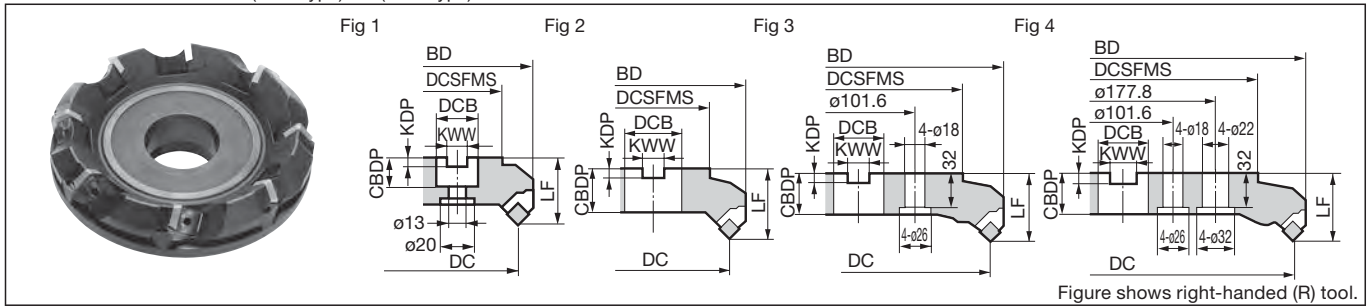 Fig 1
Fig 2
Fig 3
Fig 4
BD
DCSFMS
DCB
KWW
KDP
CBDP
LF
ø13
ø20
DC
BD
DCSFMS
DCB
KWW
KDP
CBDP
LF
DC
BD
DCSFMS
ø101.6
DCB
4-ø18
KWW
KDP
CBDP
32
LF
4-ø26
DC
BD
DCSFMS
ø177.8
ø101.6
DCB
4-ø18
4-ø22
KWW
KDP
CBDP
32
LF
4-ø26
4-ø32
DC
Figure shows right-handed (R) tool.